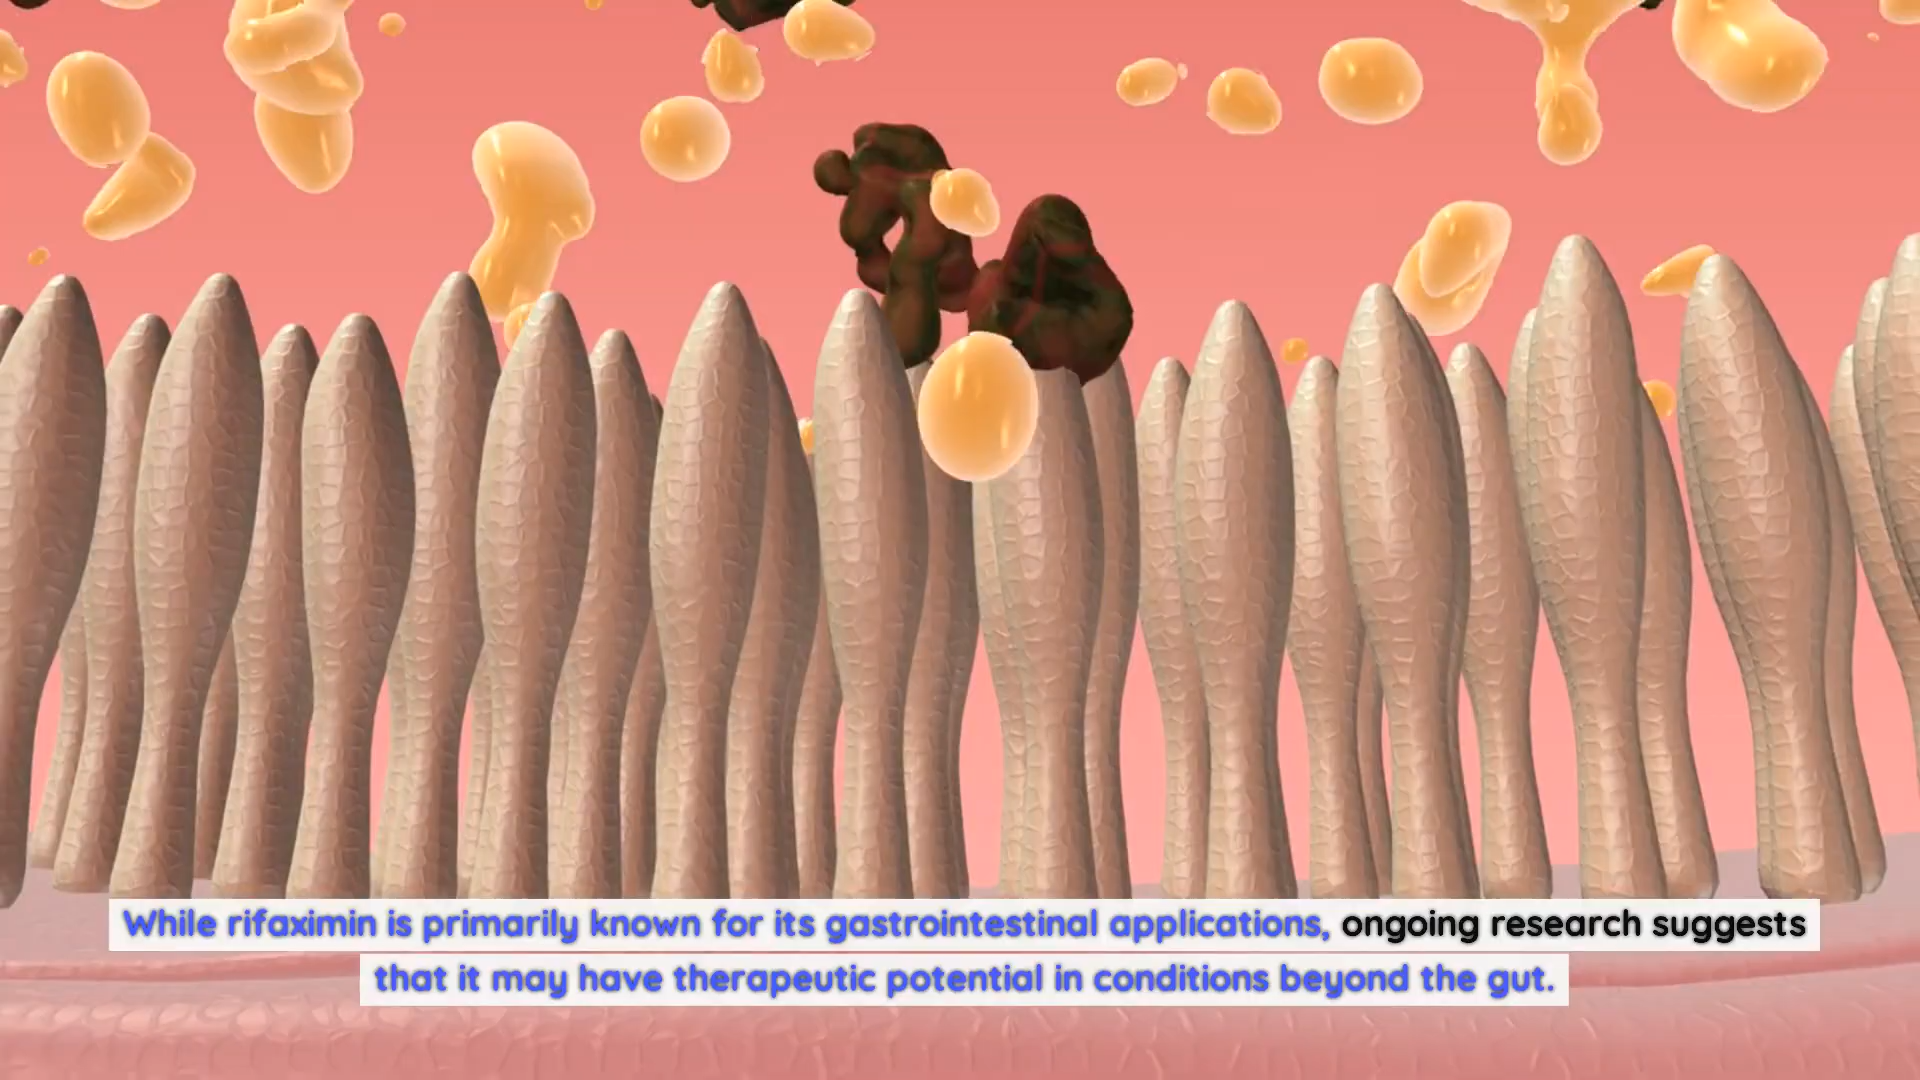 While rifaximin is primarily known for its gastrointestinal applications, ongoing research suggests
that it may have therapeutic potential in conditions beyond the gut.